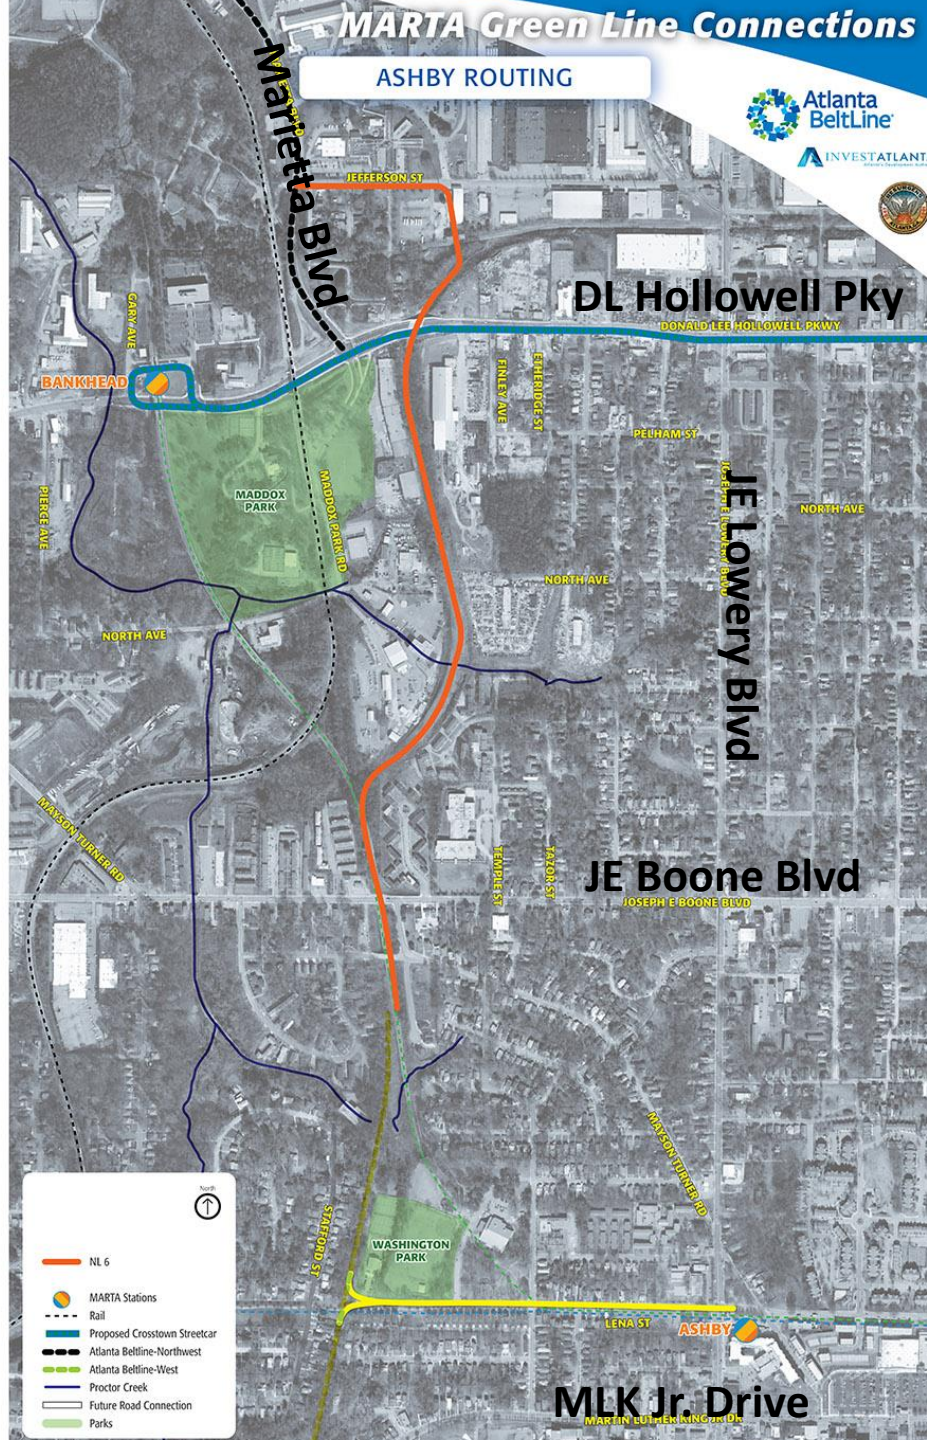 MARTA Green Line Connections
ASHBY ROUTING
Atlanta
BeltLine
INVEST ATLANTA
Marietta Blvd
JEFFERSON ST
DL Hollowell Pky
DONALD LEE HOLLOWELL PKWY
GARY AVE
BANKHEAD
FINLEY AVE
ETHERIDGE ST
PELHAM ST
JE Lowery Blvd
MADDOX
PARK
MADDOX PARK RD
PIERCE AVE
NORTH AVE
NORTH AVE
NORTH AVE
MAYSON TURNER RD
TEMPLE ST
TAZOR ST
JE Boone Blvd
JOSEPH E BOONE BLVD
MAYSON TURNER RD
STAFFORD ST
WASHINGTON
PARK
LENA ST
ASHBY
MLK Jr. Drive
MARTIN LUTHER KING JR DR
North
NL 6
MARTA Stations
Rail
Proposed Crosstown Streetcar
Atlanta Beltline-Northwest
Atlanta Beltline-West
Proctor Creek
Future Road Connection
Parks